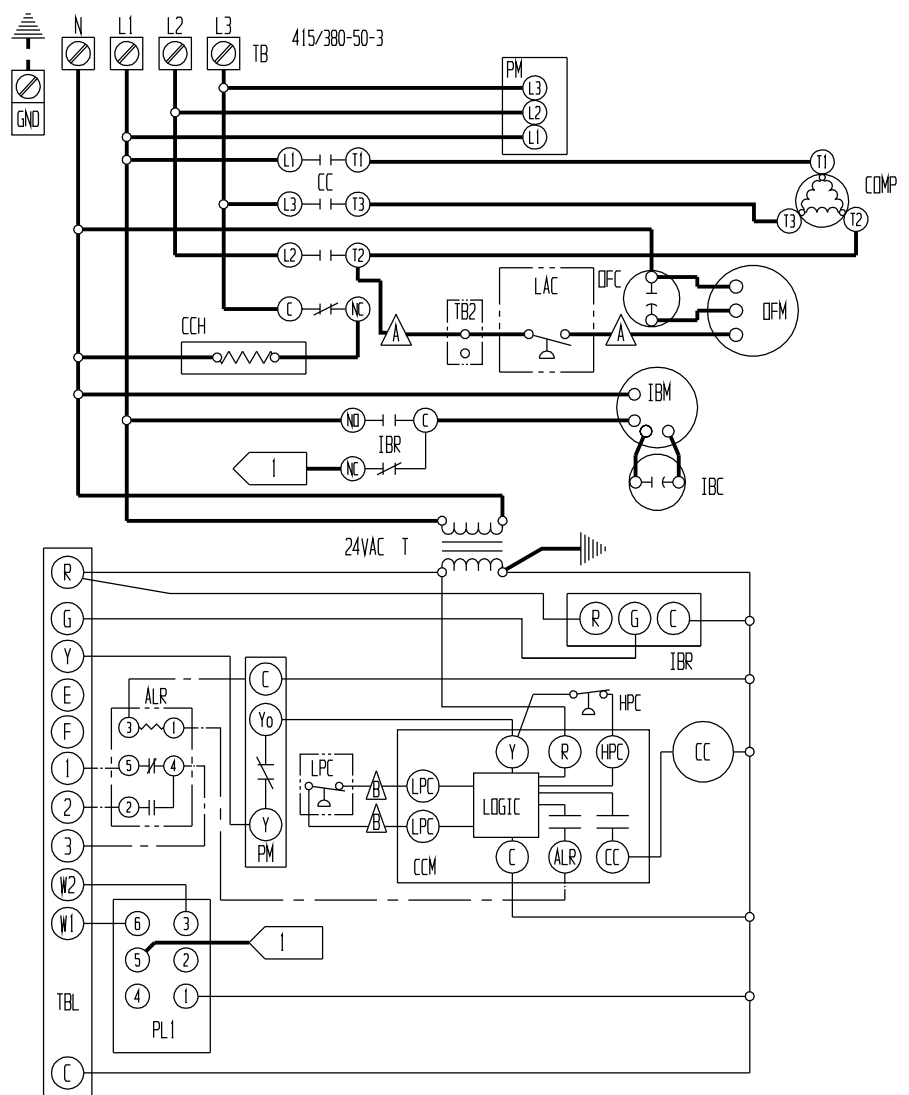 N L1 L2 L3
TB
415/380-50-3
GND
PM
L3
L2
L1
L1 T1
CC
T1
COMP
L3 T3
T3 T2
L2 T2
OFC
OFM
LAC
C NC
TB2
CCH
A A
IBM
NO C
IBR
1 NC
IBC
24VAC T
R
R G C
IBR
G
Y
E
F
1
2
3
W2
W1
TBL
C
ALR
3 1
5 4
2
C
Yo
Y
PM
HPC
Y R HPC
CC
LPC
B LPC
B LPC
LOGIC
C ALR CC
CCM
6 3
5 2
4 1
PL1
1